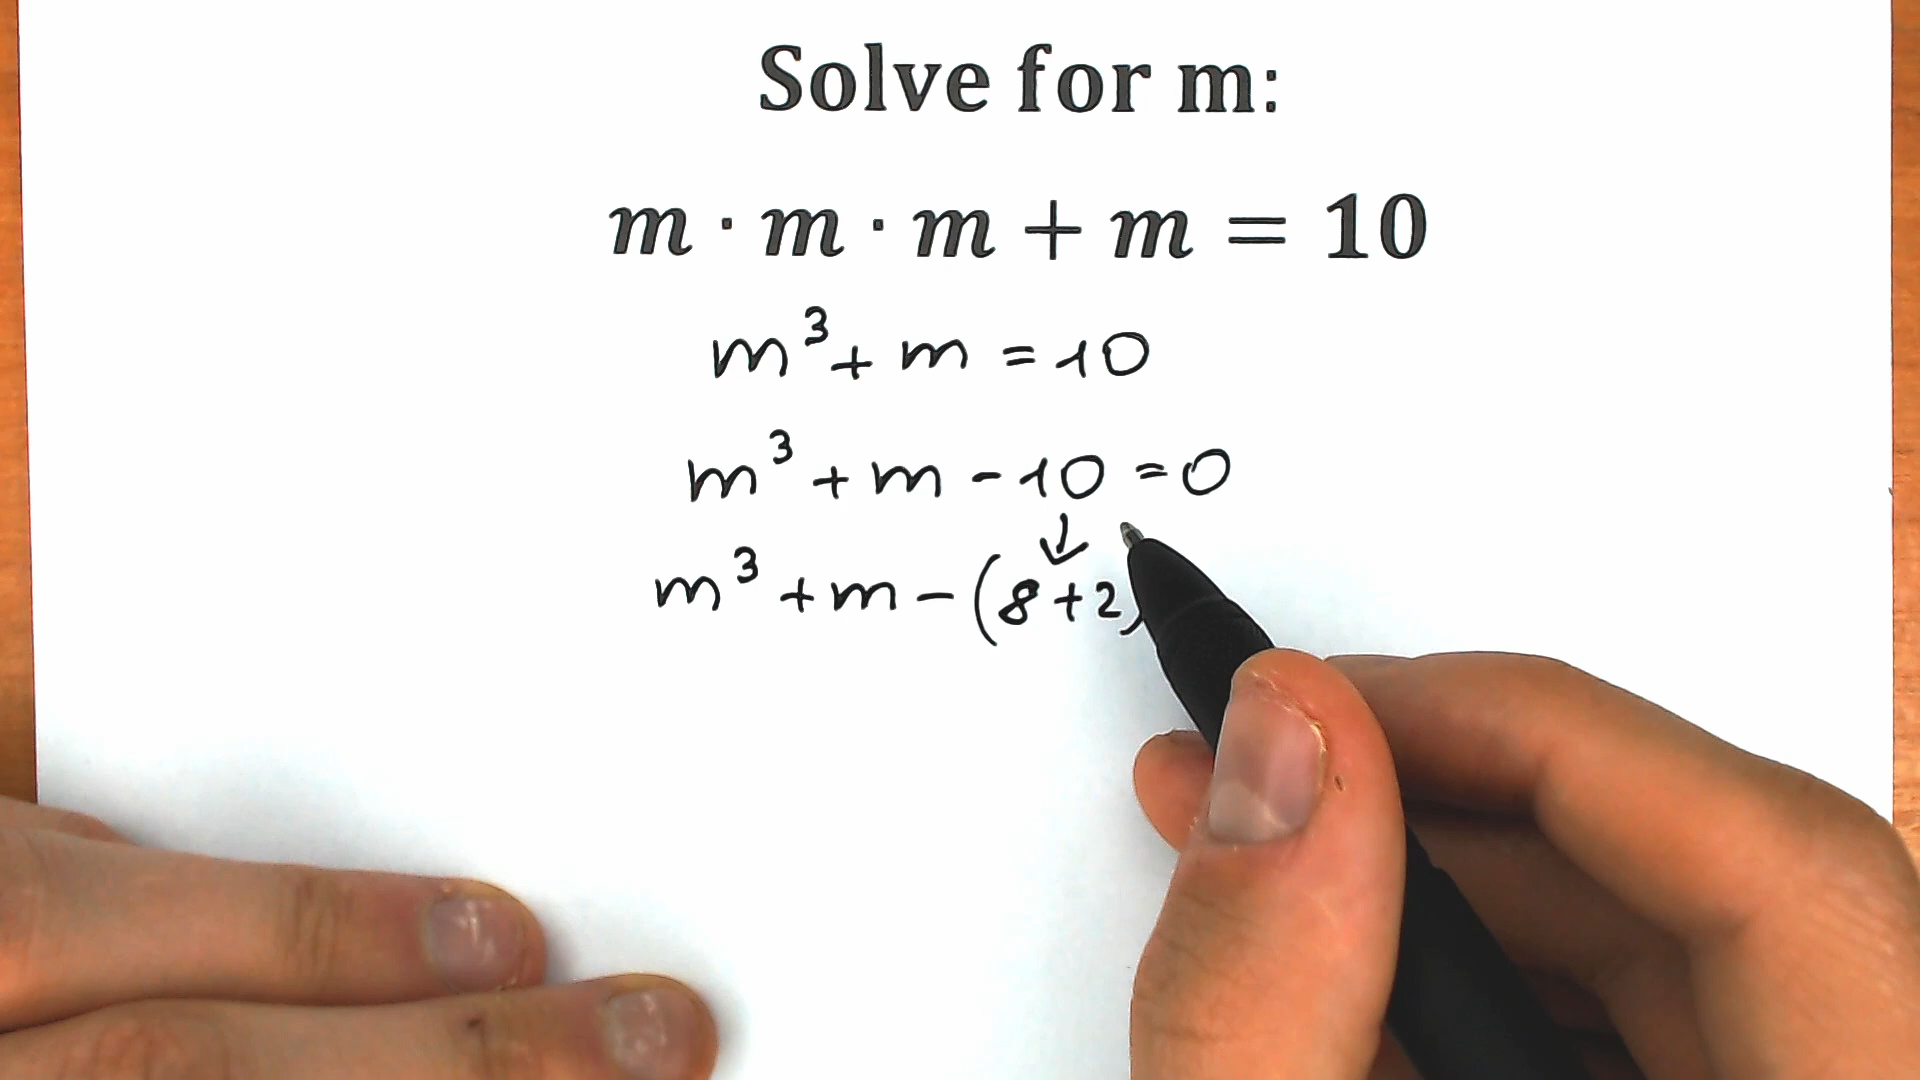 Solve for m:
m · m · m + m = 10
m³ + m = 10
m³ + m - 10 = 0
↓
m³ + m - (8 + 2)